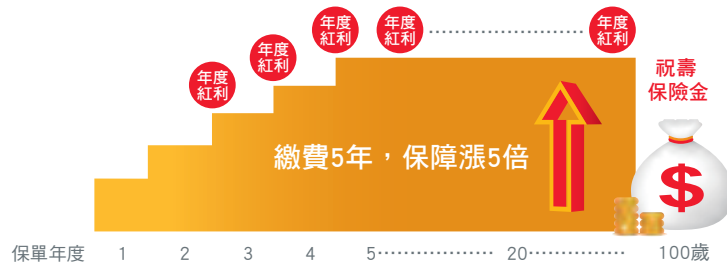 年度
紅利
年度
紅利
年度
紅利
年度
紅利
年度
紅利
祝壽
保險金
繳費5年，保障漲5倍
$
保單年度 1 2 3 4 5 20 100歲